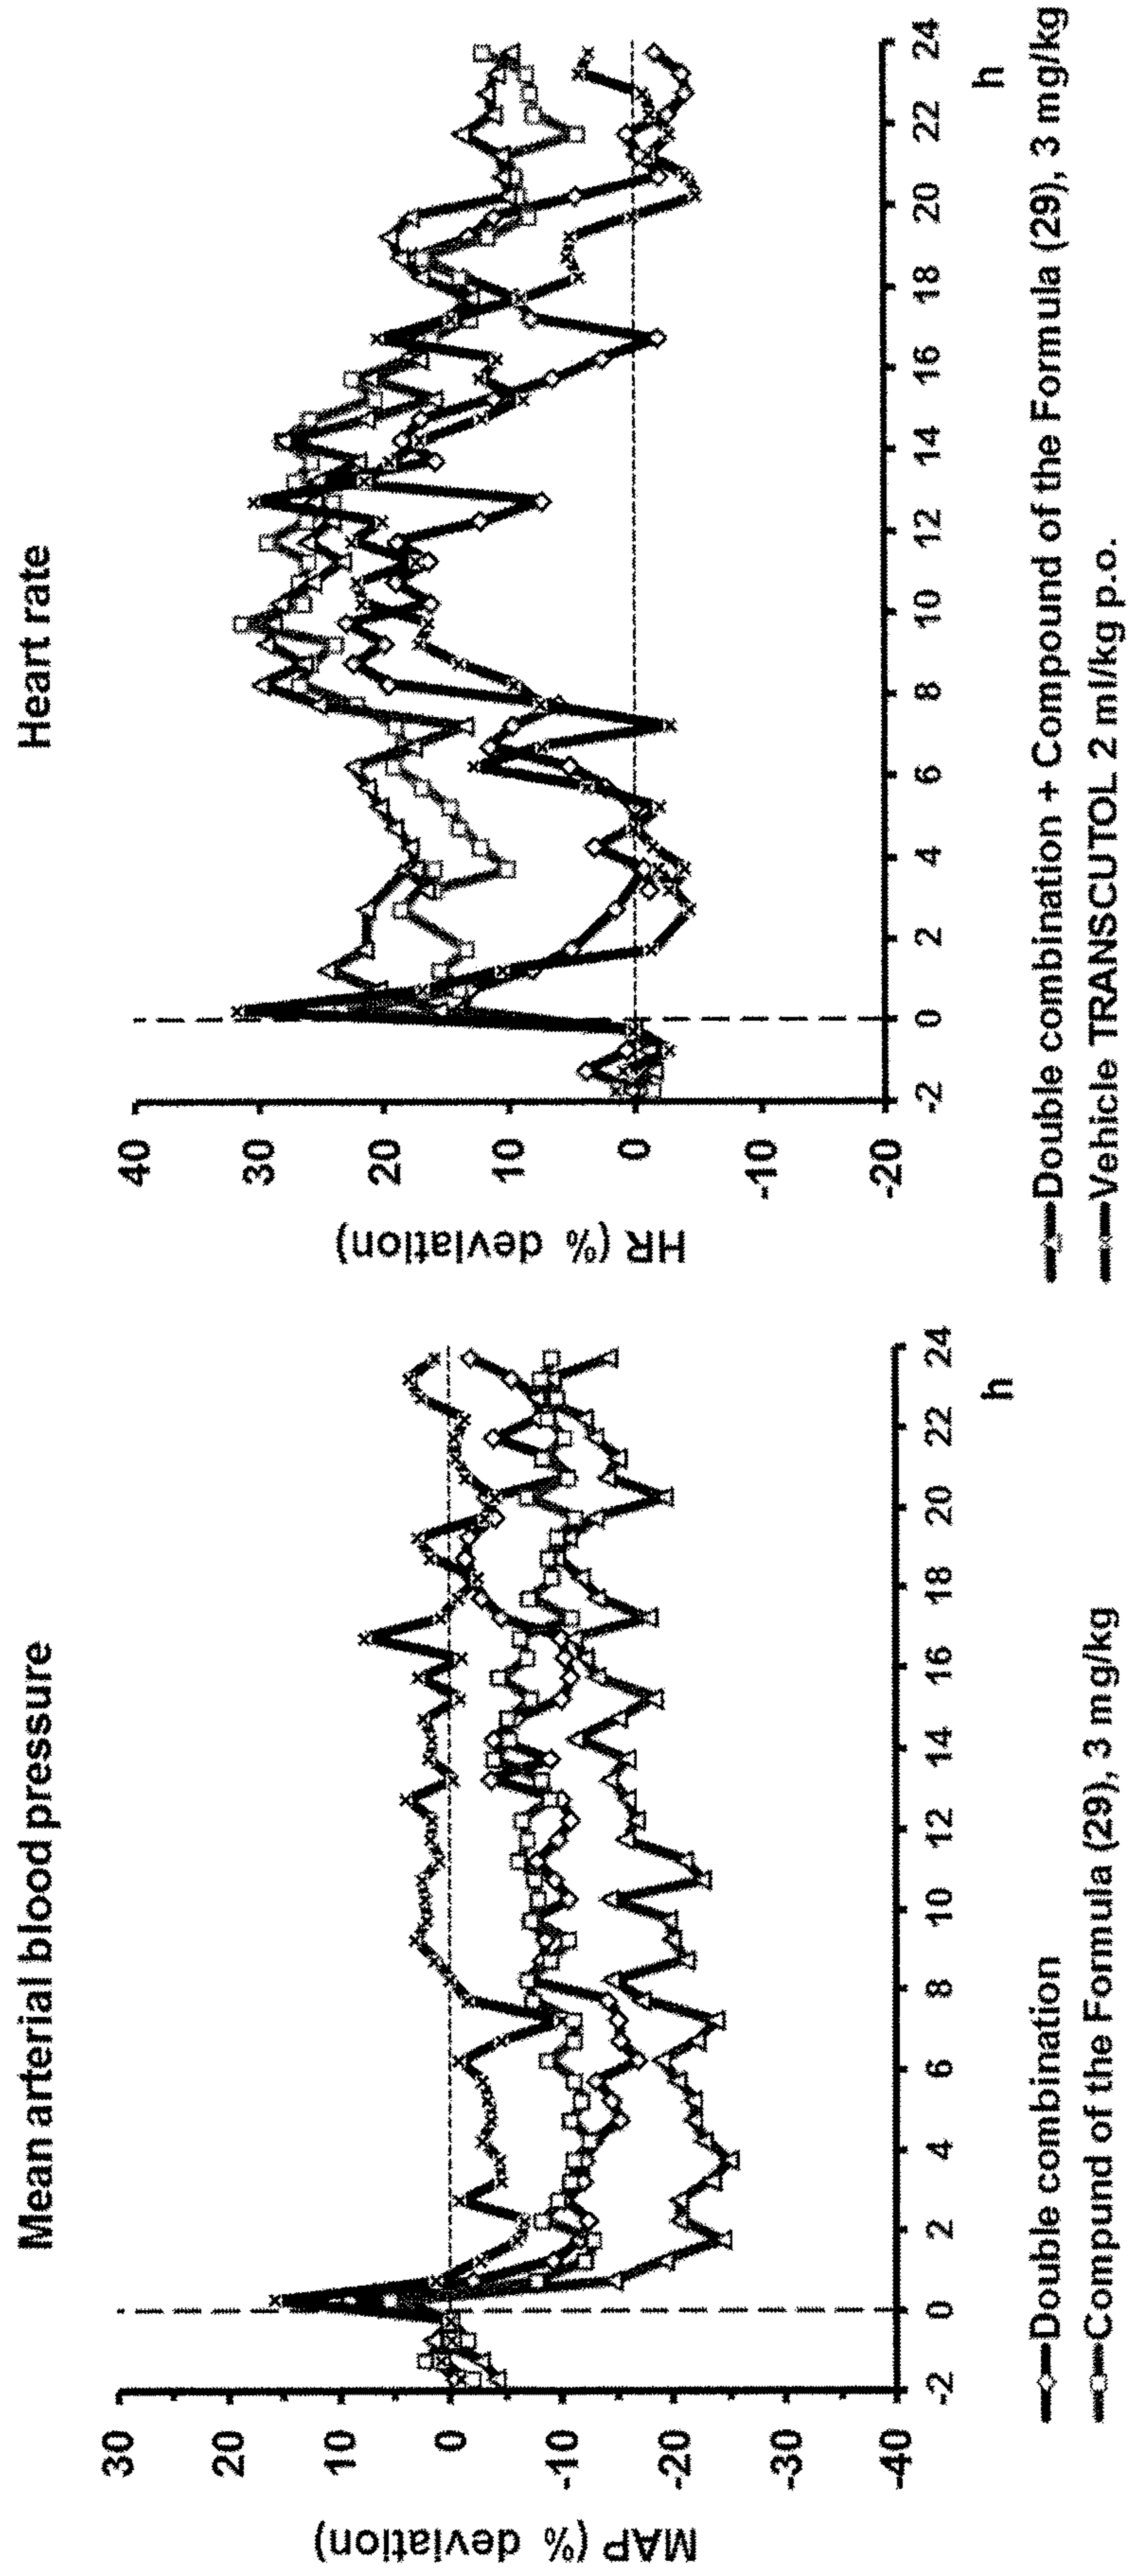 Mean arterial blood pressure
MAP (% deviation)
30
20
10
0
-10
-20
-30
-40
-2 0 2 4 6 8 10 12 14 16 18 20 22 24
h
Heart rate
HR (% deviation)
40
30
20
10
0
-10
-20
-2 0 2 4 6 8 10 12 14 16 18 20 22 24
h
Double combination
Double combination + Compound of the Formula (29), 3 mg/kg
Compund of the Formula (29), 3 mg/kg
Vehicle TRANSCUTOL 2 ml/kg p.o.